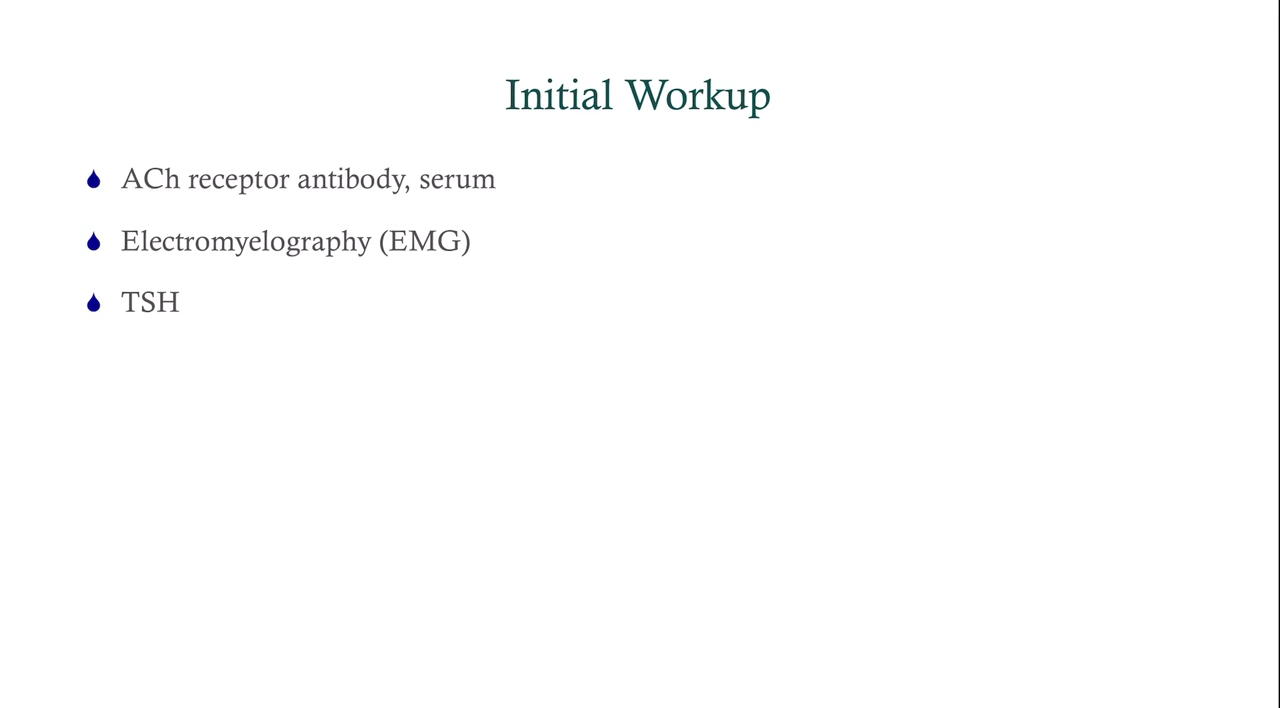 Initial Workup
ACh receptor antibody, serum
Electromyelography (EMG)
TSH